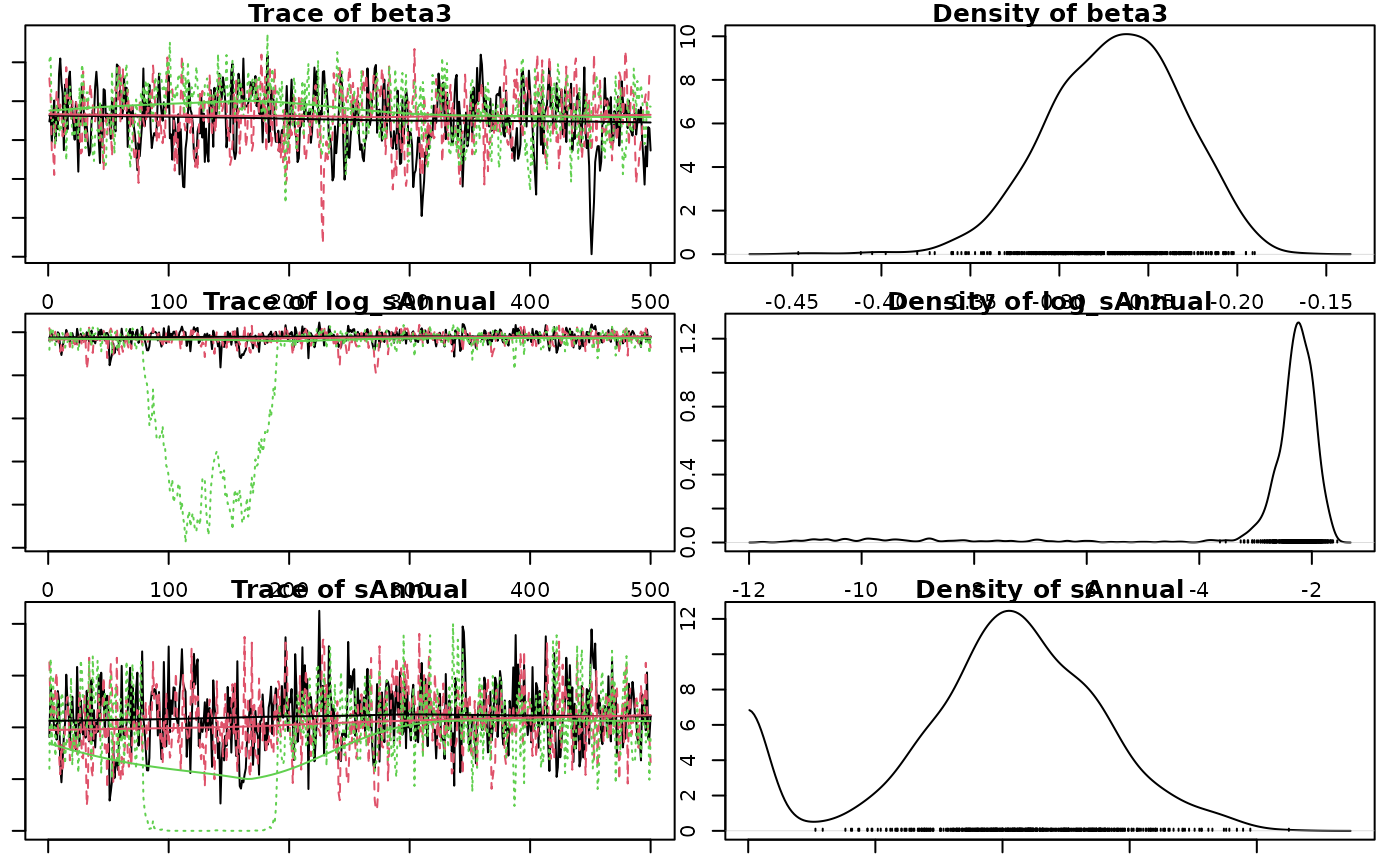 Trace of beta3
Density of beta3
0 2 4 6 8 10
0 100 200 300 400 500
-0.45 -0.40 -0.35 -0.30 -0.25 -0.20 -0.15
Trace of log_sAnnual
Density of log_sAnnual
0.0 0.4 0.8 1.2
0 100 200 300 400 500
-12 -10 -8 -6 -4 -2
Trace of sAnnual
Density of sAnnual
0 2 4 6 8 12